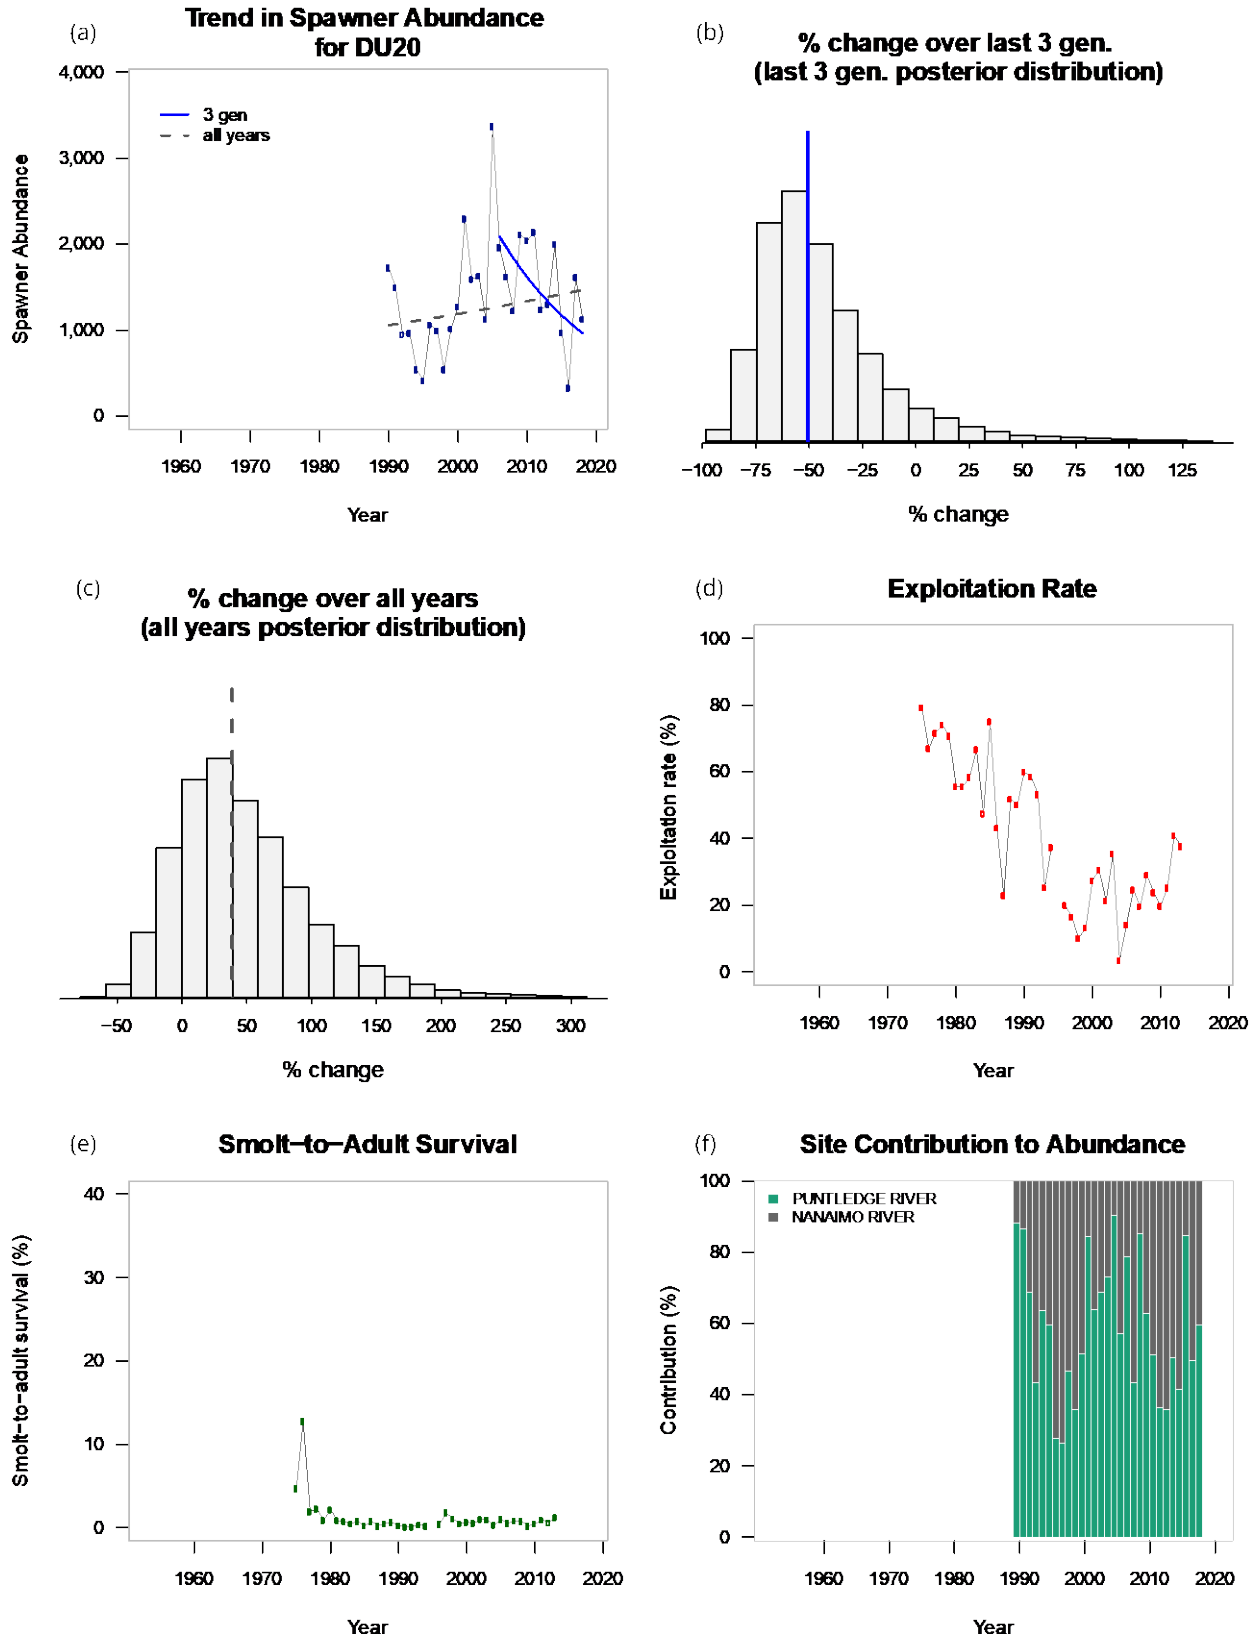 (a)
Trend in Spawner Abundance
for DU20
4,000
3,000
2,000
1,000
0
Spawner Abundance
3 gen
all years
1960
1970
1980
1990
2000
2010
2020
Year
(b)
% change over last 3 gen.
(last 3 gen. posterior distribution)
−100
−75
−50
−25
0
25
50
75
100
125
% change
(c)
% change over all years
(all years posterior distribution)
−50
0
50
100
150
200
250
300
% change
(d)
Exploitation Rate
100
80
60
40
20
0
Exploitation rate (%)
1960
1970
1980
1990
2000
2010
2020
Year
(e)
Smolt−to−Adult Survival
40
30
20
10
0
Smolt−to−adult survival (%)
1960
1970
1980
1990
2000
2010
2020
Year
(f)
Site Contribution to Abundance
100
80
60
40
20
0
Contribution (%)
PUNTLEDGE RIVER
NANAIMO RIVER
1960
1970
1980
1990
2000
2010
2020
Year